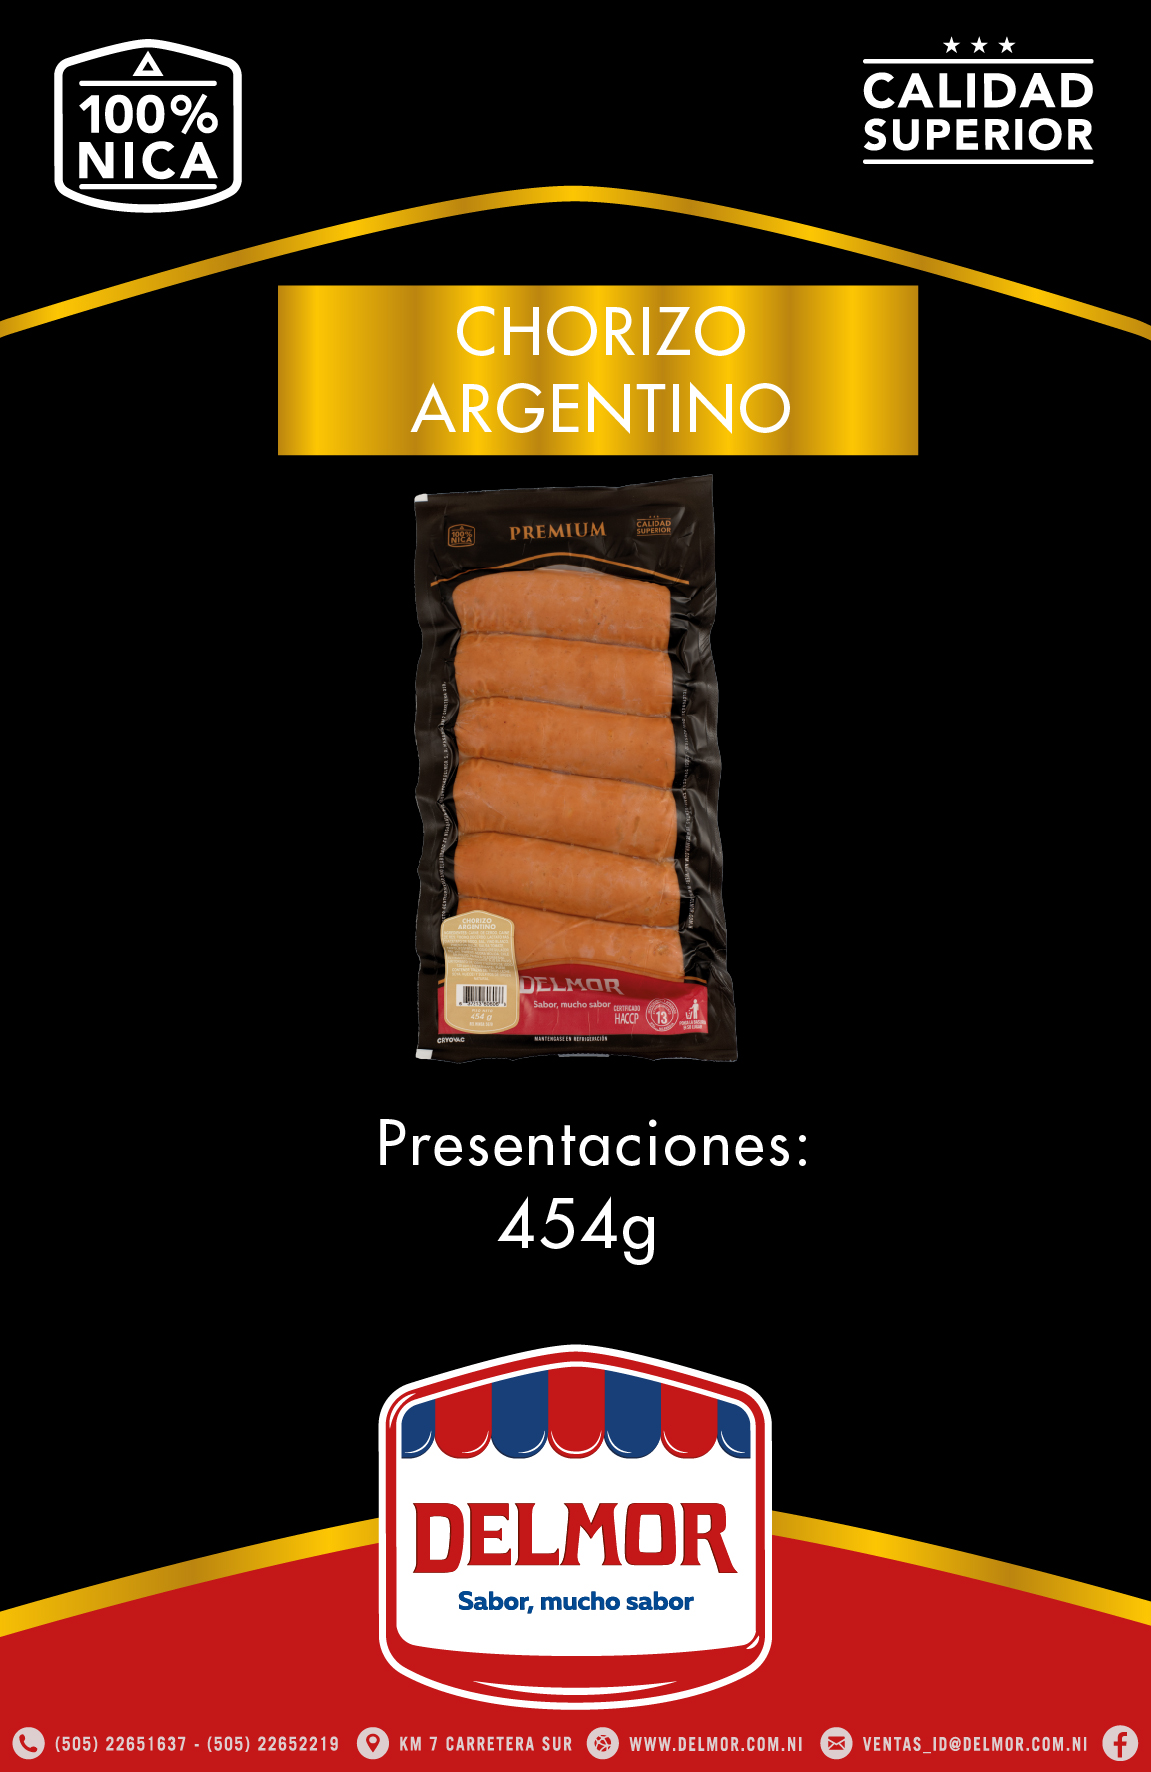 100%
NICA
CALIDAD
SUPERIOR
CHORIZO
ARGENTINO
100%
NICA
PREMIUM
CALIDAD
SUPERIOR
CHORIZO
ARGENTINO
454 g
DELMOR
Sabor, mucho sabor
CERTIFICADO
HACCP
13
CRYOVAC
MANTENGASE EN REFRIGERACIÓN
Presentaciones:
454g
DELMOR
Sabor, mucho sabor
(505) 22651637 - (505) 22652219
KM 7 CARRETERA SUR
WWW.DELMOR.COM.NI
VENTAS_ID@DELMOR.COM.NI